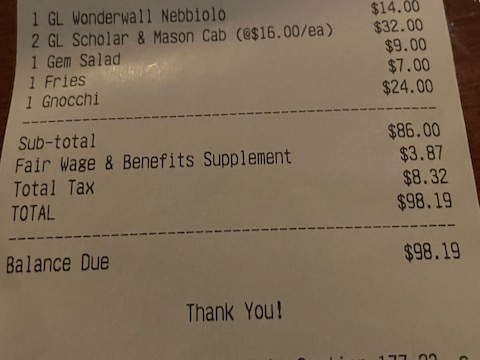 1 GL Wonderwall Nebbiolo $14.00
2 GL Scholar & Mason Cab (@$16.00/ea) $32.00
1 Gem Salad $9.00
1 Fries $7.00
1 Gnocchi $24.00
Sub-total $86.00
Fair Wage & Benefits Supplement $3.87
Total Tax $8.32
TOTAL $98.19
Balance Due $98.19
Thank You!